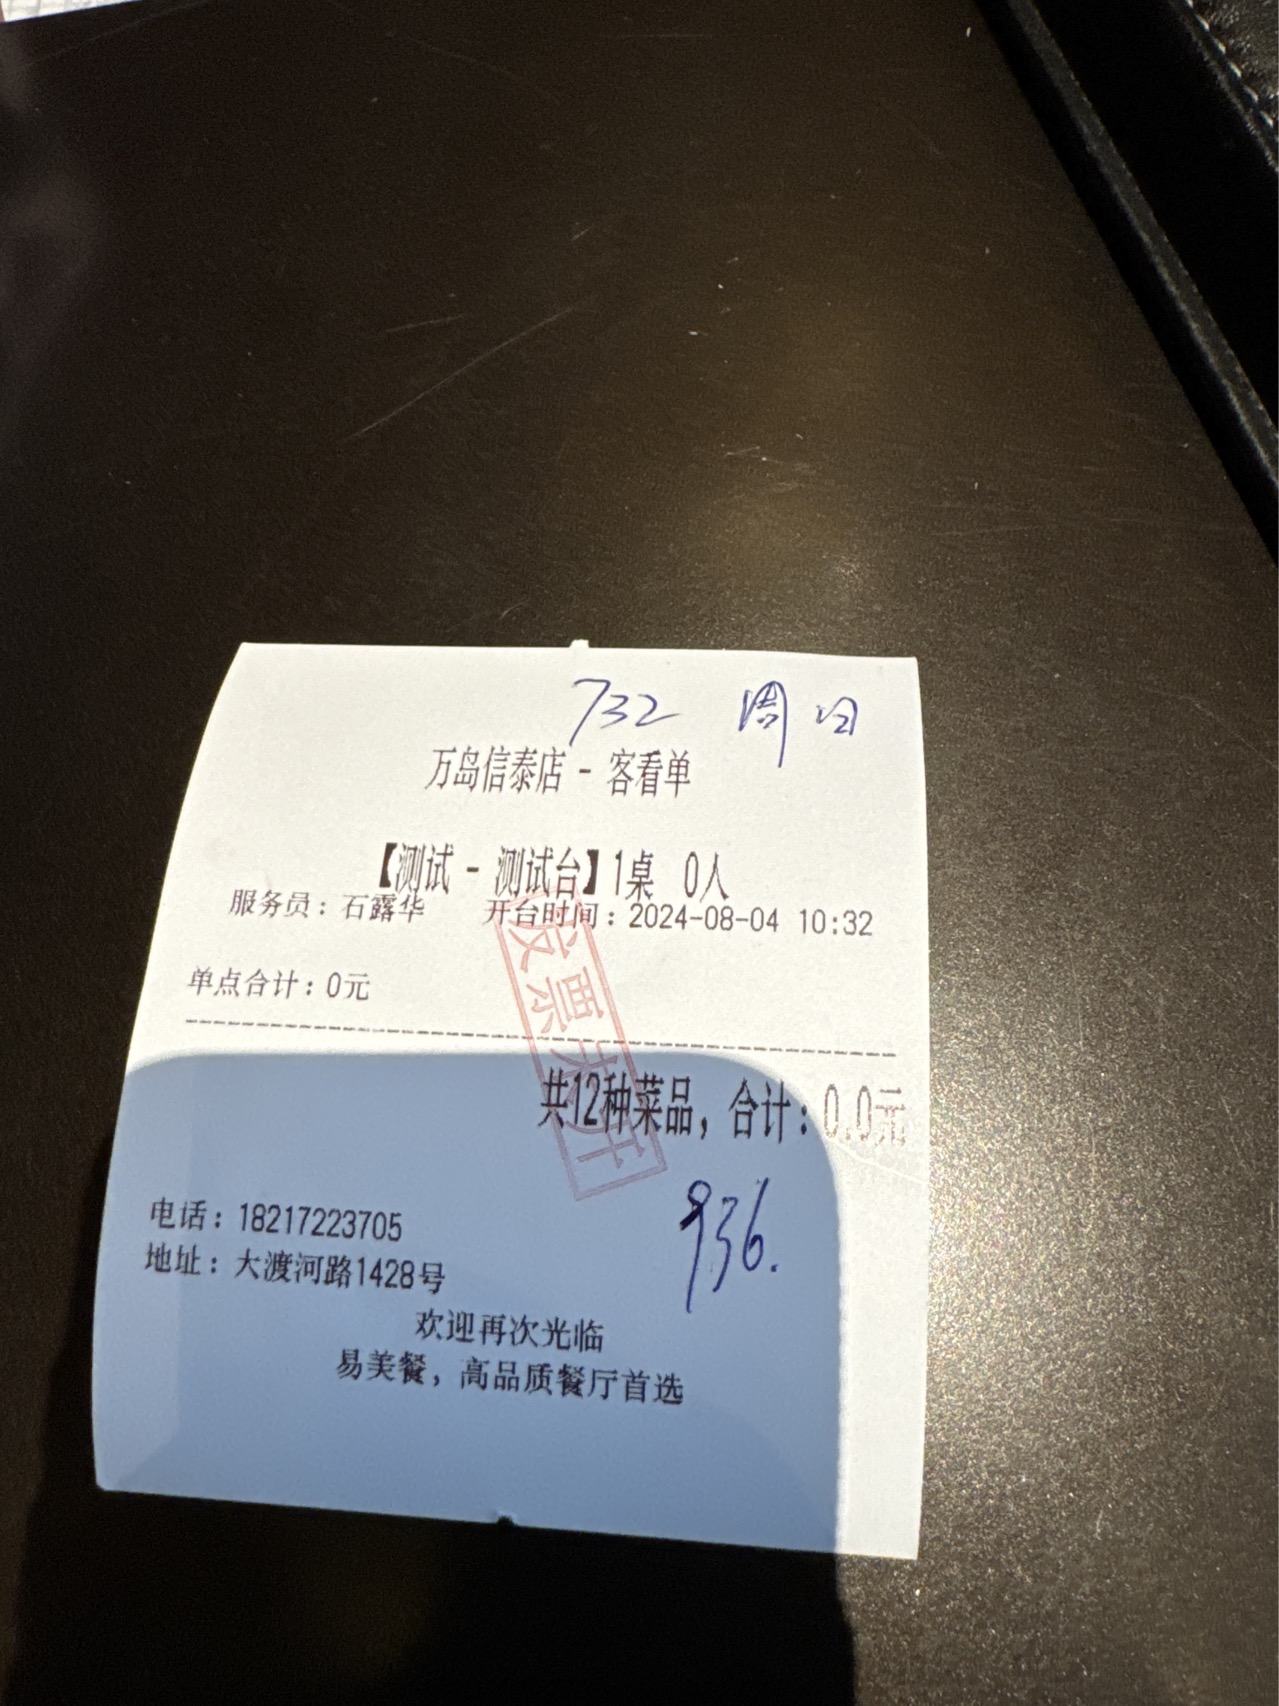 732 周日
万岛信泰店 - 客看单
【测试 - 测试台】1桌 0人
服务员：石露华 开台时间：2024-08-04 10:32
单点合计：0元
发票未开
共12种菜品，合计：0.0元
936.
电话：18217223705
地址：大渡河路1428号
欢迎再次光临
易美餐，高品质餐厅首选